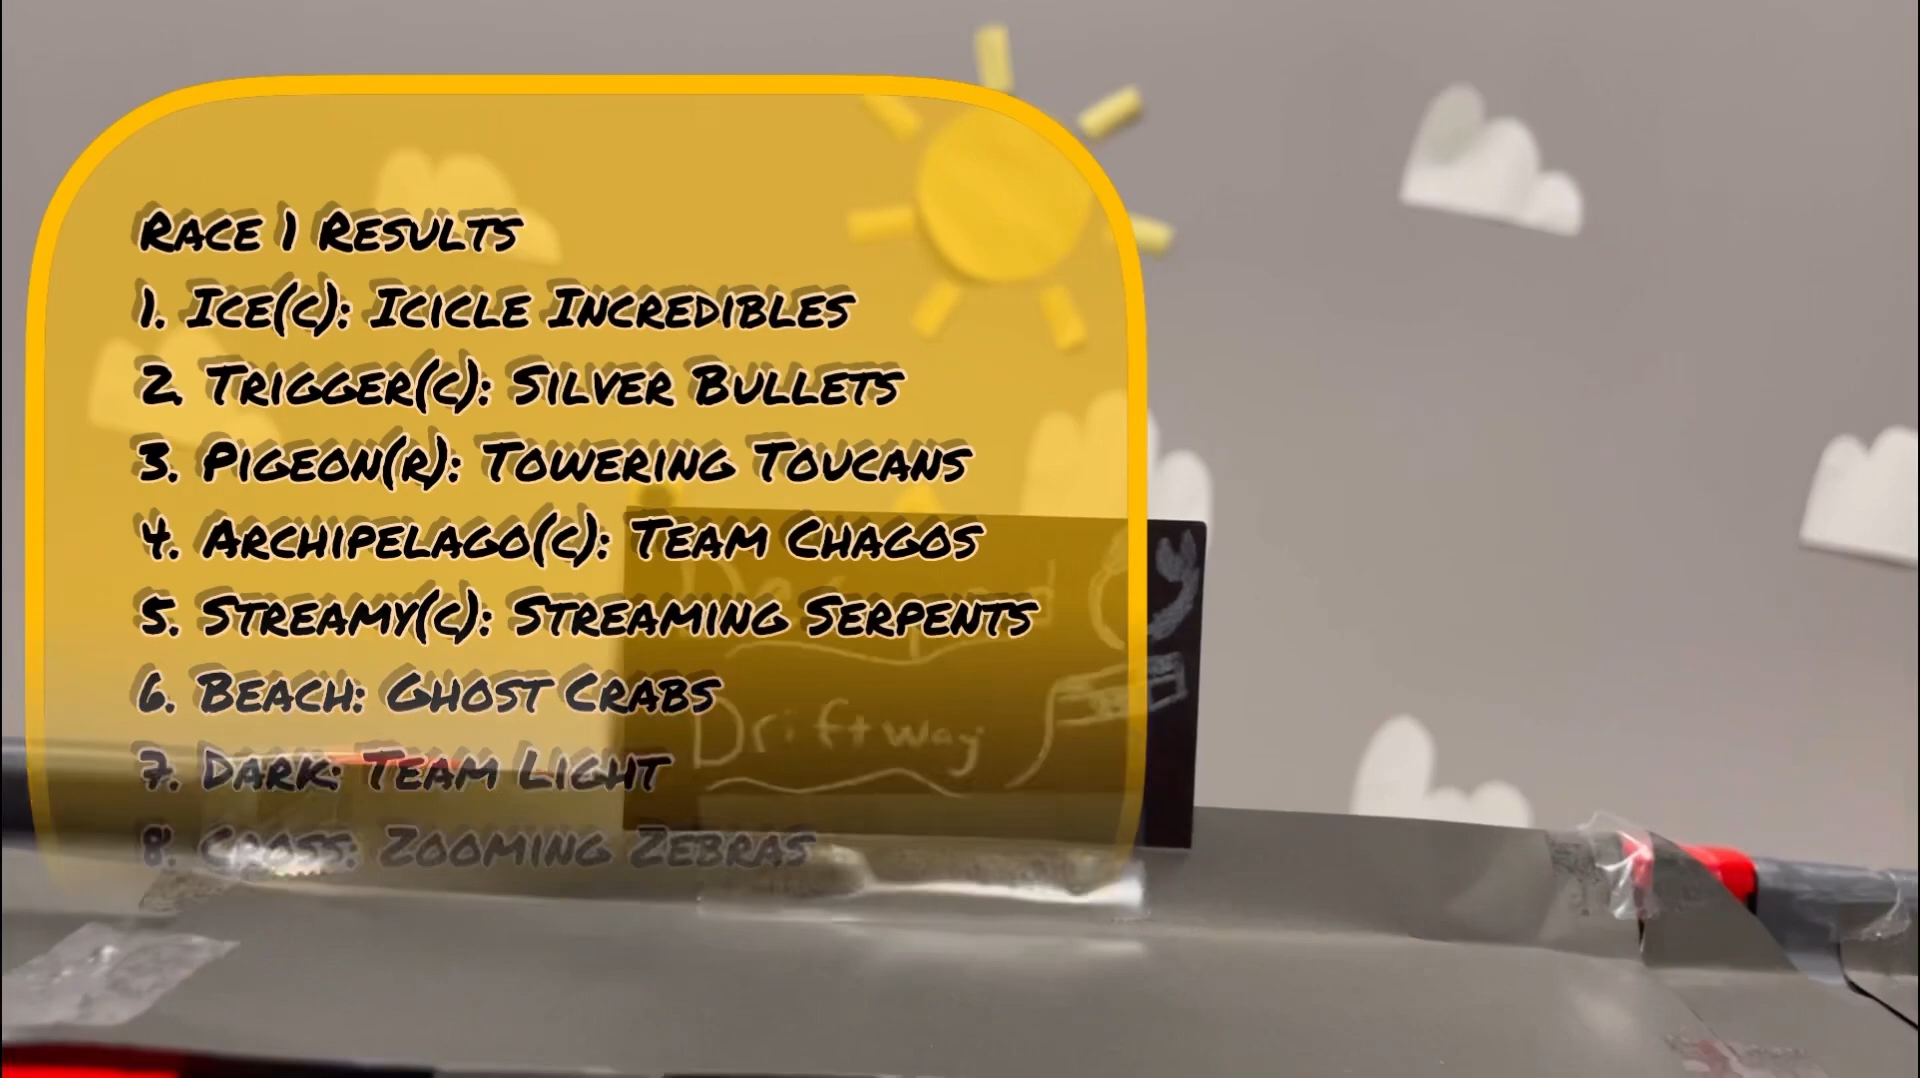 Race 1 Results
1. Ice(c): Icicle Incredibles
2. Trigger(c): Silver Bullets
3. Pigeon(r): Towering Toucans
4. Archipelago(c): Team Chagos
5. Streamy(c): Streaming Serpents
6. Beach: Ghost Crabs
7. Dark: Team Light
8. Cross: Zooming Zebras
Driftway